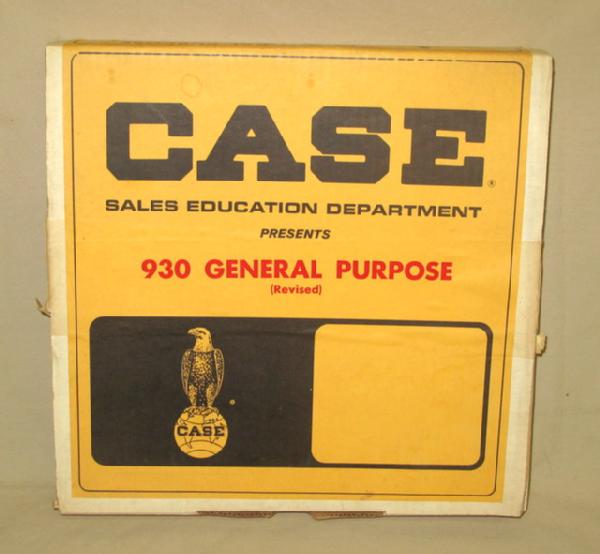 CASE®
SALES EDUCATION DEPARTMENT
PRESENTS
930 GENERAL PURPOSE
(Revised)
CASE